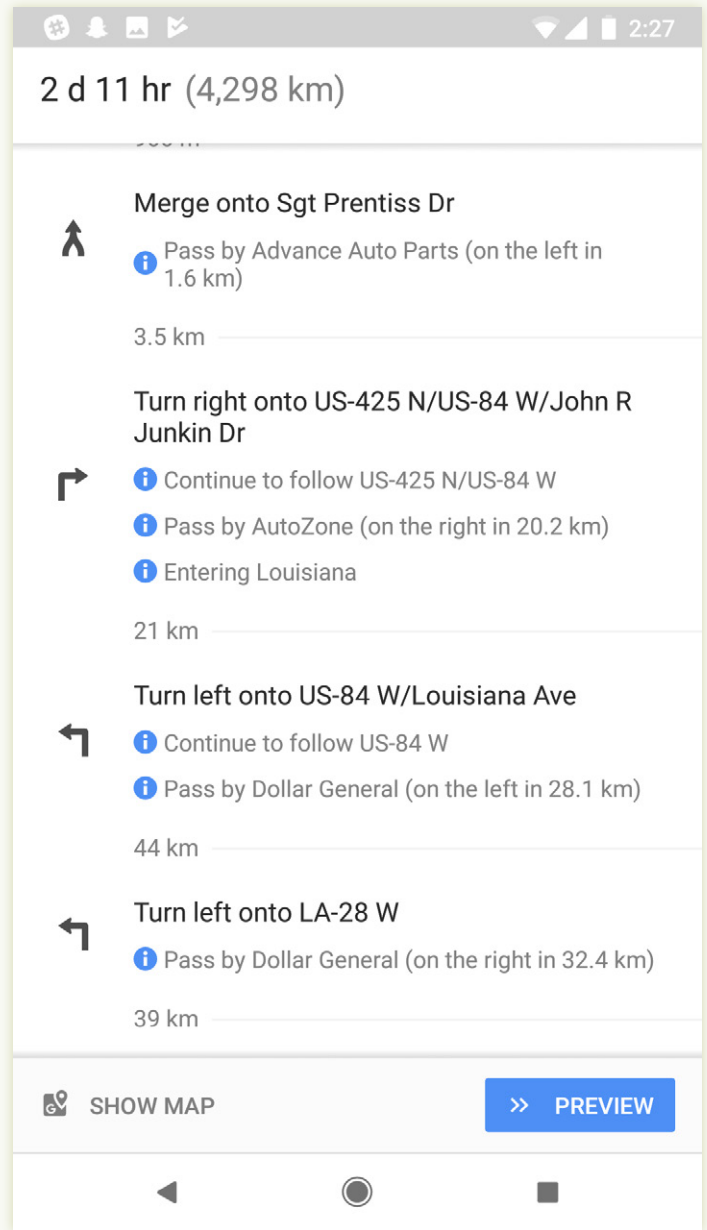 2:27
2 d 11 hr (4,298 km)
Merge onto Sgt Prentiss Dr
Pass by Advance Auto Parts (on the left in
1.6 km)
3.5 km
Turn right onto US-425 N/US-84 W/John R
Junkin Dr
Continue to follow US-425 N/US-84 W
Pass by AutoZone (on the right in 20.2 km)
Entering Louisiana
21 km
Turn left onto US-84 W/Louisiana Ave
Continue to follow US-84 W
Pass by Dollar General (on the left in 28.1 km)
44 km
Turn left onto LA-28 W
Pass by Dollar General (on the right in 32.4 km)
39 km
SHOW MAP
PREVIEW